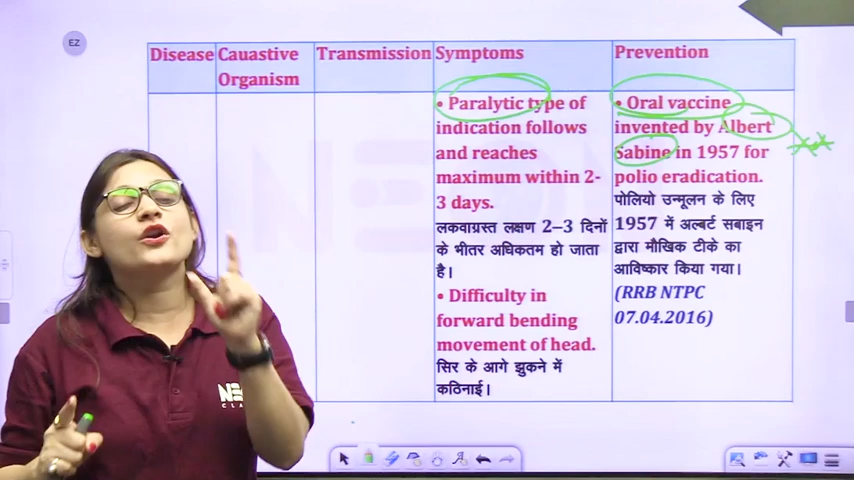 EZ
Disease Cauastive Transmission Symptoms Prevention
Organism
• Paralytic type of
indication follows
and reaches
maximum within 2-
3 days.
लकवाग्रस्त लक्षण 2–3 दिनों
के भीतर अधिकतम हो जाता
है।
• Difficulty in
forward bending
movement of head.
सिर के आगे झुकने में
कठिनाई।
• Oral vaccine
invented by Albert
Sabine in 1957 for
polio eradication.
पोलियो उन्मूलन के लिए
1957 में अल्बर्ट सबाइन
द्वारा मौखिक टीके का
आविष्कार किया गया।
(RRB NTPC
07.04.2016)